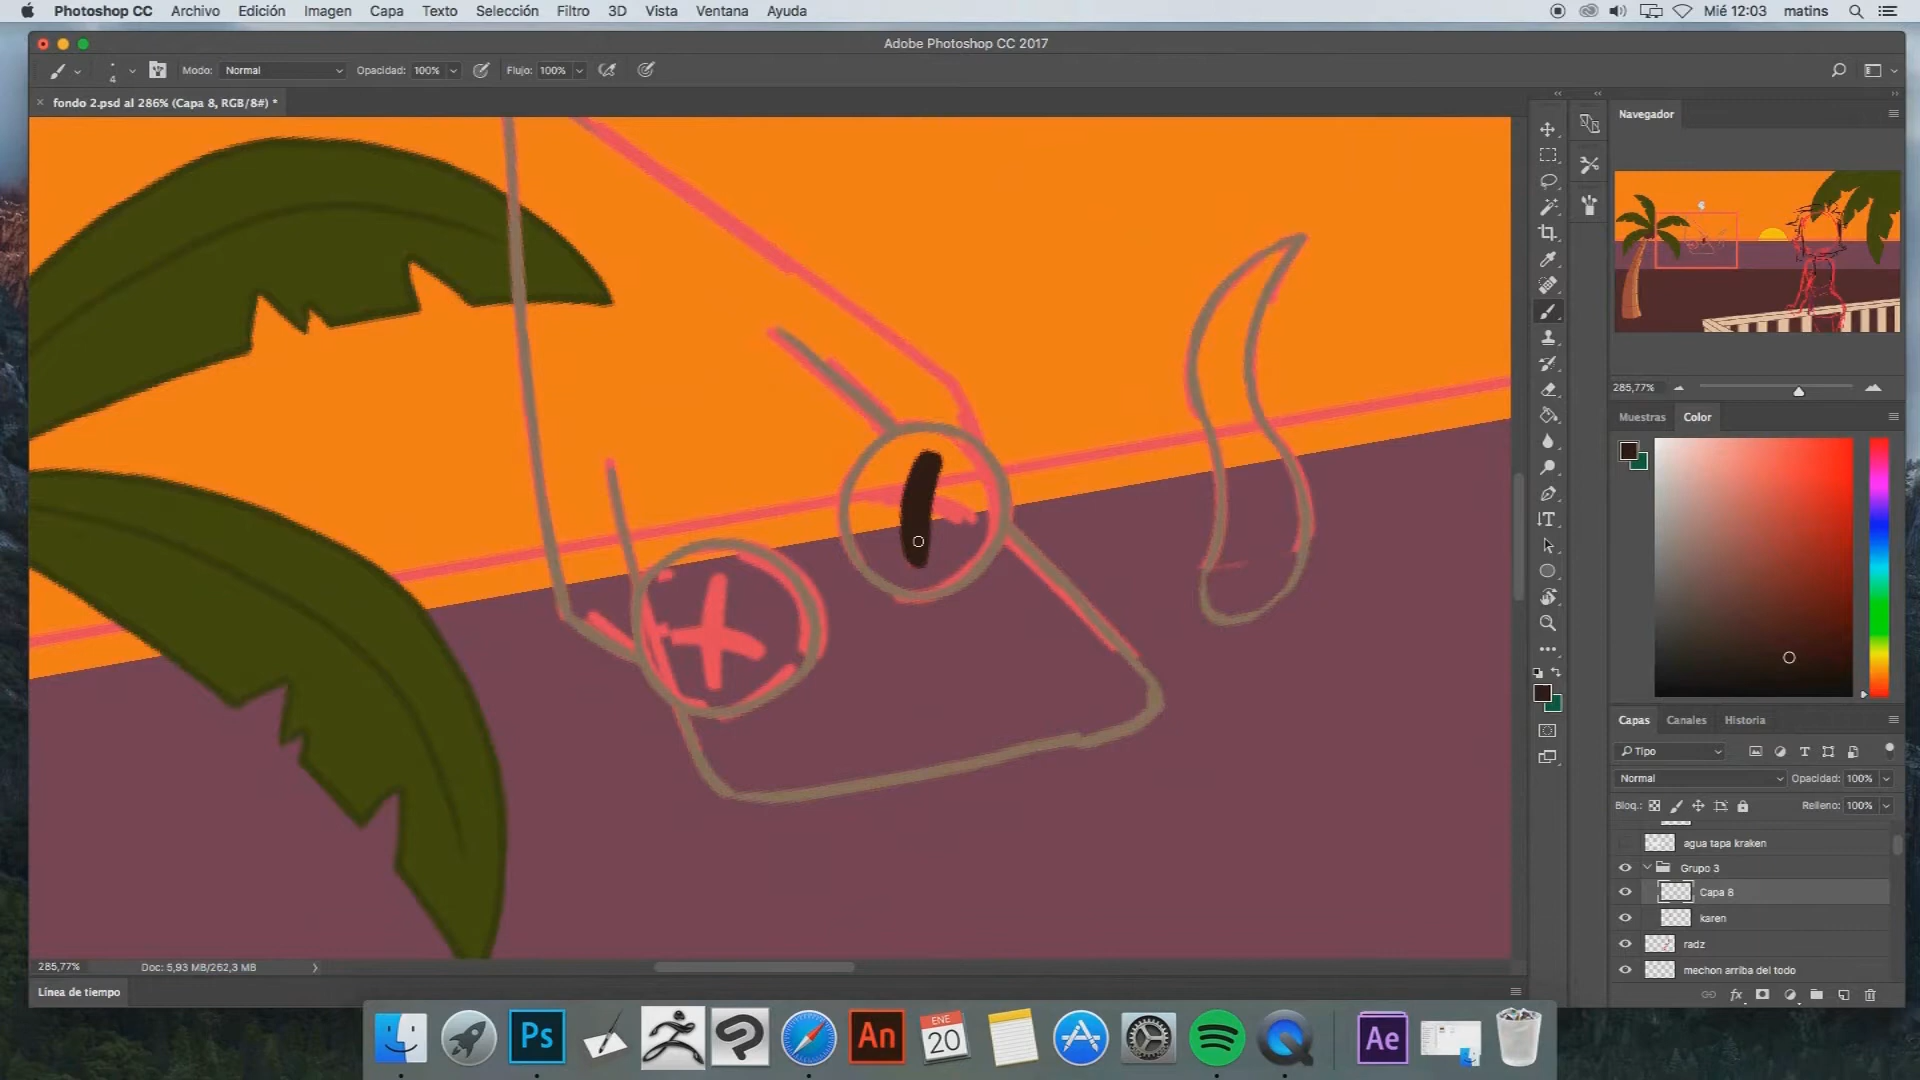 Photoshop CC Archivo Edición Imagen Capa Texto Selección Filtro 3D Vista Ventana Ayuda Mié 12:03 matins
Adobe Photoshop CC 2017
4 Modo: Normal Opacidad: 100% Flujo: 100%
× fondo 2.psd al 286% (Capa 8, RGB/8#) *
Navegador
285,77%
Muestras Color
Capas Canales Historia
Tipo
Normal Opacidad: 100%
Bloq.: Relleno: 100%
agua tapa kraken
Grupo 3
Capa 8
karen
radz
mechon arriba del todo
fx
285,77% Doc: 5,93 MB/262,3 MB
Línea de tiempo
Ps An ENE 20 Ae